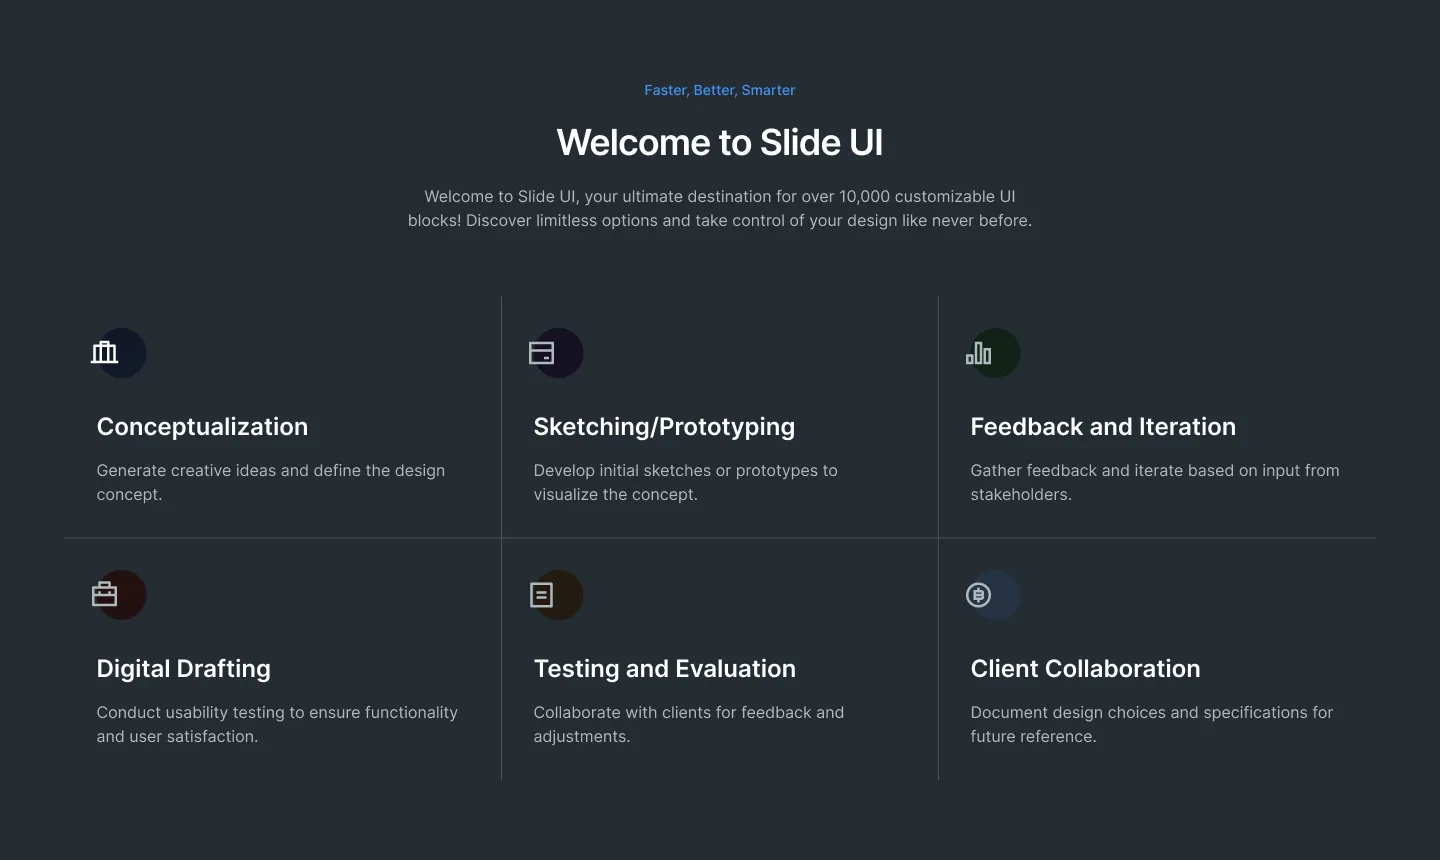 Faster, Better, Smarter
Welcome to Slide UI
Welcome to Slide UI, your ultimate destination for over 10,000 customizable UI
blocks! Discover limitless options and take control of your design like never before.
Conceptualization
Generate creative ideas and define the design
concept.
Sketching/Prototyping
Develop initial sketches or prototypes to
visualize the concept.
Feedback and Iteration
Gather feedback and iterate based on input from
stakeholders.
Digital Drafting
Conduct usability testing to ensure functionality
and user satisfaction.
Testing and Evaluation
Collaborate with clients for feedback and
adjustments.
Client Collaboration
Document design choices and specifications for
future reference.